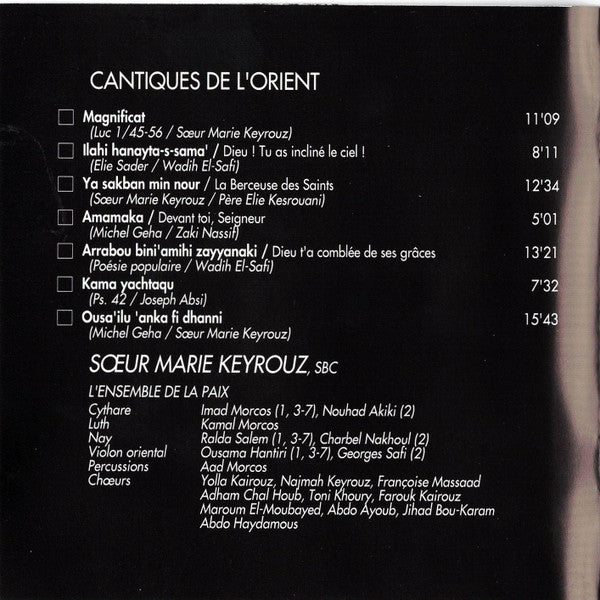 CANTIQUES DE L'ORIENT
Magnificat 11'09
(Luc 1/45-56 / Sœur Marie Keyrouz)
Ilahi hanayta-s-sama' / Dieu ! Tu as incliné le ciel ! 8'11
(Elie Sader / Wadih El-Safi)
Ya sakban min nour / La Berceuse des Saints 12'34
(Sœur Marie Keyrouz / Père Elie Kesrouani)
Amamaka / Devant toi, Seigneur 5'01
(Michel Geha / Zaki Nassif)
Arrabou bini'amihi zayyanaki / Dieu t'a comblée de ses grâces 13'21
(Poésie populaire / Wadih El-Safi)
Kama yachtaqu 7'32
(Ps. 42 / Joseph Absi)
Ousa'ilu 'anka fi dhanni 15'43
(Michel Geha / Sœur Marie Keyrouz)
SŒUR MARIE KEYROUZ, SBC
L'ENSEMBLE DE LA PAIX
Cythare Imad Morcos (1, 3-7), Nouhad Akiki (2)
Luth Kamal Morcos
Nay Ralda Salem (1, 3-7), Charbel Nakhoul (2)
Violon oriental Ousama Hantiri (1, 3-7), Georges Safi (2)
Percussions Aad Morcos
Chœurs Yolla Kairouz, Najmah Keyrouz, Françoise Massaad
Adham Chal Houb, Toni Khoury, Farouk Kairouz
Maroum El-Moubayed, Abdo Ayoub, Jihad Bou-Karam
Abdo Haydamous